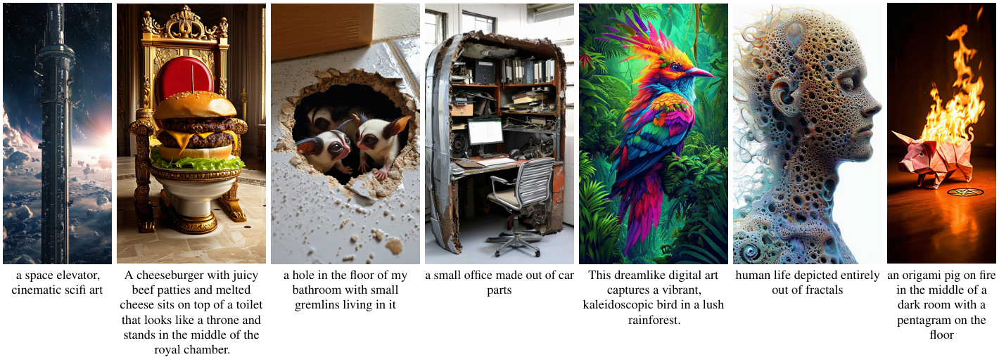 a space elevator,
cinematic scifi art
A cheeseburger with juicy
beef patties and melted
cheese sits on top of a toilet
that looks like a throne and
stands in the middle of the
royal chamber.
a hole in the floor of my
bathroom with small
gremlins living in it
a small office made out of car
parts
This dreamlike digital art
captures a vibrant,
kaleidoscopic bird in a lush
rainforest.
human life depicted entirely
out of fractals
an origami pig on fire
in the middle of a
dark room with a
pentagram on the
floor